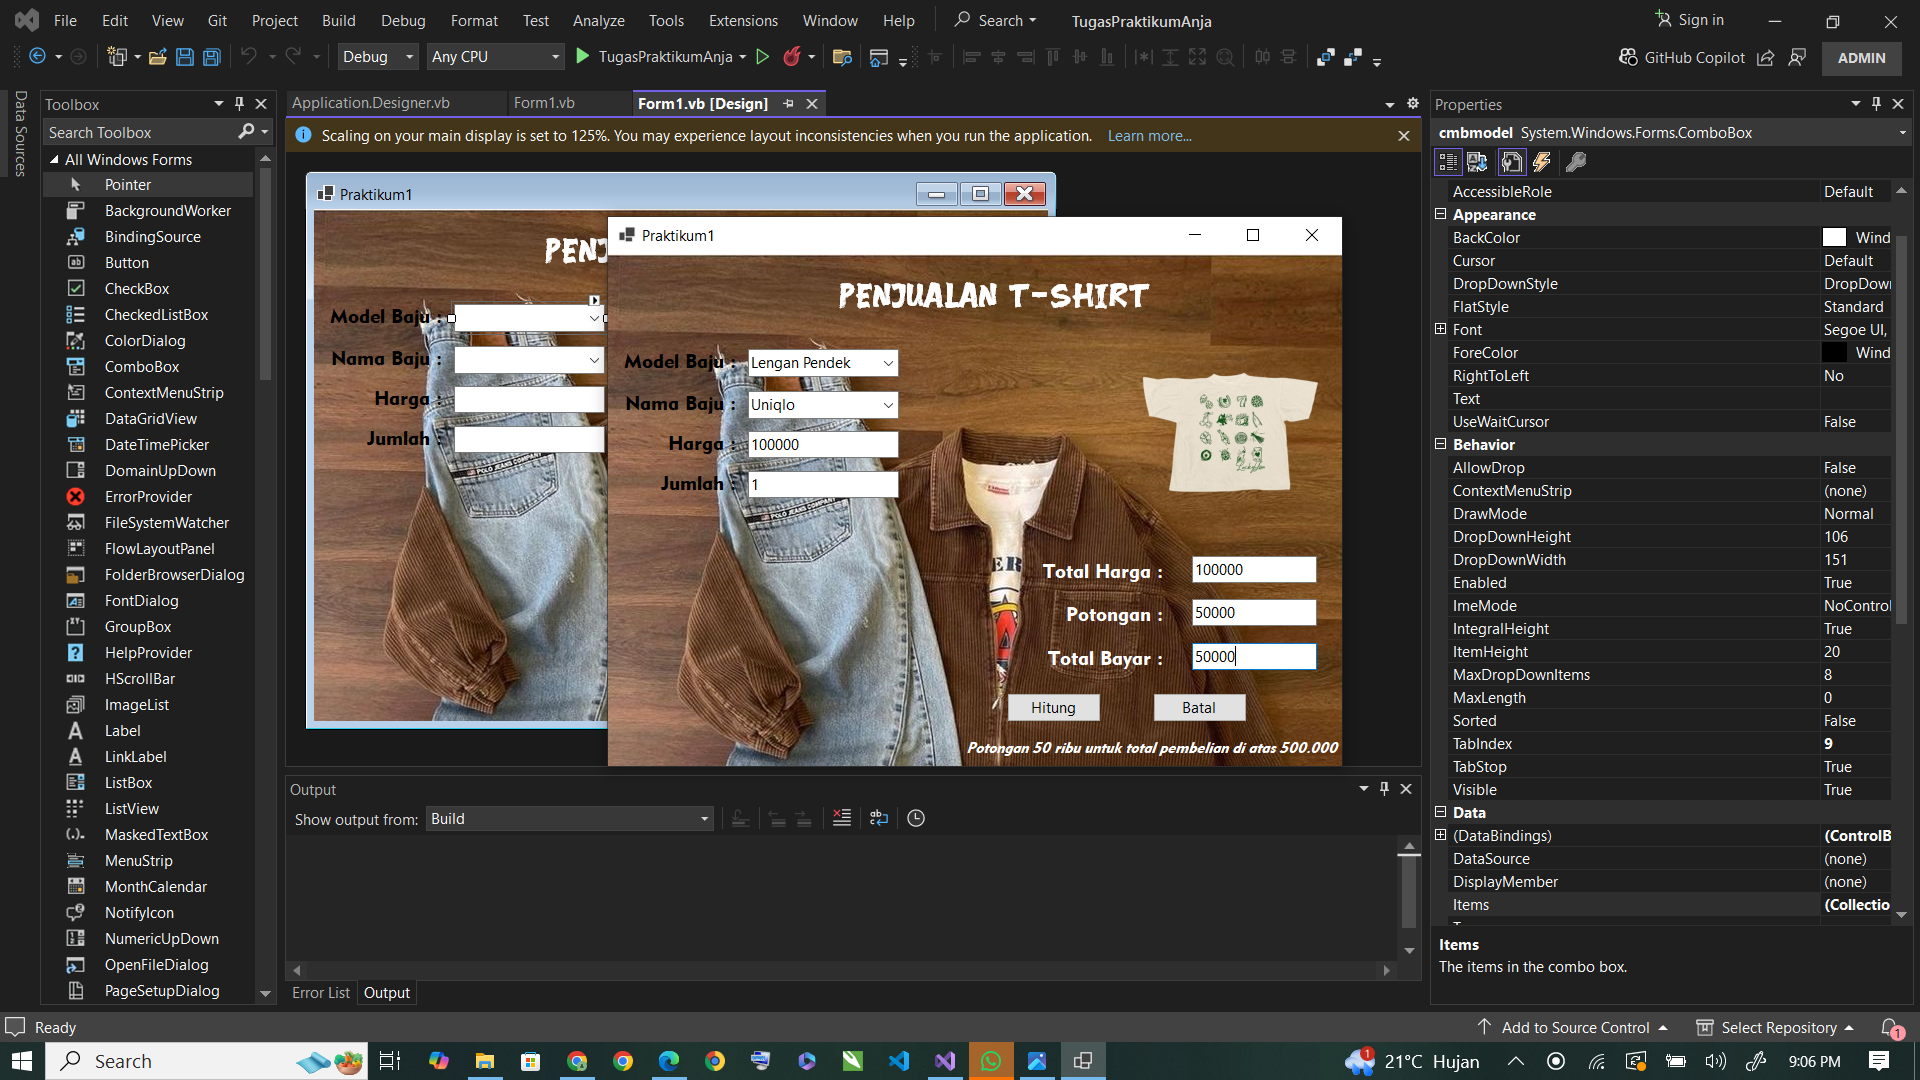 File Edit View Git Project Build Debug Format Test Analyze Tools Extensions Window Help Search TugasPraktikumAnja Sign in
Debug Any CPU TugasPraktikumAnja GitHub Copilot ADMIN
Data Sources
Toolbox
Search Toolbox
All Windows Forms
Pointer
BackgroundWorker
BindingSource
Button
CheckBox
CheckedListBox
ColorDialog
ComboBox
ContextMenuStrip
DataGridView
DateTimePicker
DomainUpDown
ErrorProvider
FileSystemWatcher
FlowLayoutPanel
FolderBrowserDialog
FontDialog
GroupBox
HelpProvider
HScrollBar
ImageList
Label
LinkLabel
ListBox
ListView
MaskedTextBox
MenuStrip
MonthCalendar
NotifyIcon
NumericUpDown
OpenFileDialog
PageSetupDialog
Application.Designer.vb Form1.vb Form1.vb [Design]
Scaling on your main display is set to 125%. You may experience layout inconsistencies when you run the application. Learn more...
Praktikum1
PENJ
Model Baju :
Nama Baju :
Harga :
Jumlah :
POLO JEANS COMPANY
Praktikum1
PENJUALAN T-SHIRT
Model Baju : Lengan Pendek
Nama Baju : Uniqlo
Harga : 100000
Jumlah : 1
POLO JEANS COMPANY
ER
Total Harga : 100000
Potongan : 50000
Total Bayar : 50000
Hitung Batal
Potongan 50 ribu untuk total pembelian di atas 500.000
Output
Show output from: Build
Error List Output
Properties
cmbmodel System.Windows.Forms.ComboBox
AccessibleRole Default
Appearance
BackColor Wind
Cursor Default
DropDownStyle DropDown
FlatStyle Standard
Font Segoe UI,
ForeColor Wind
RightToLeft No
Text
UseWaitCursor False
Behavior
AllowDrop False
ContextMenuStrip (none)
DrawMode Normal
DropDownHeight 106
DropDownWidth 151
Enabled True
ImeMode NoControl
IntegralHeight True
ItemHeight 20
MaxDropDownItems 8
MaxLength 0
Sorted False
TabIndex 9
TabStop True
Visible True
Data
(DataBindings) (ControlB
DataSource (none)
DisplayMember (none)
Items (Collectio
Items
The items in the combo box.
Ready Add to Source Control Select Repository 1
Search 1 21°C Hujan 9:06 PM